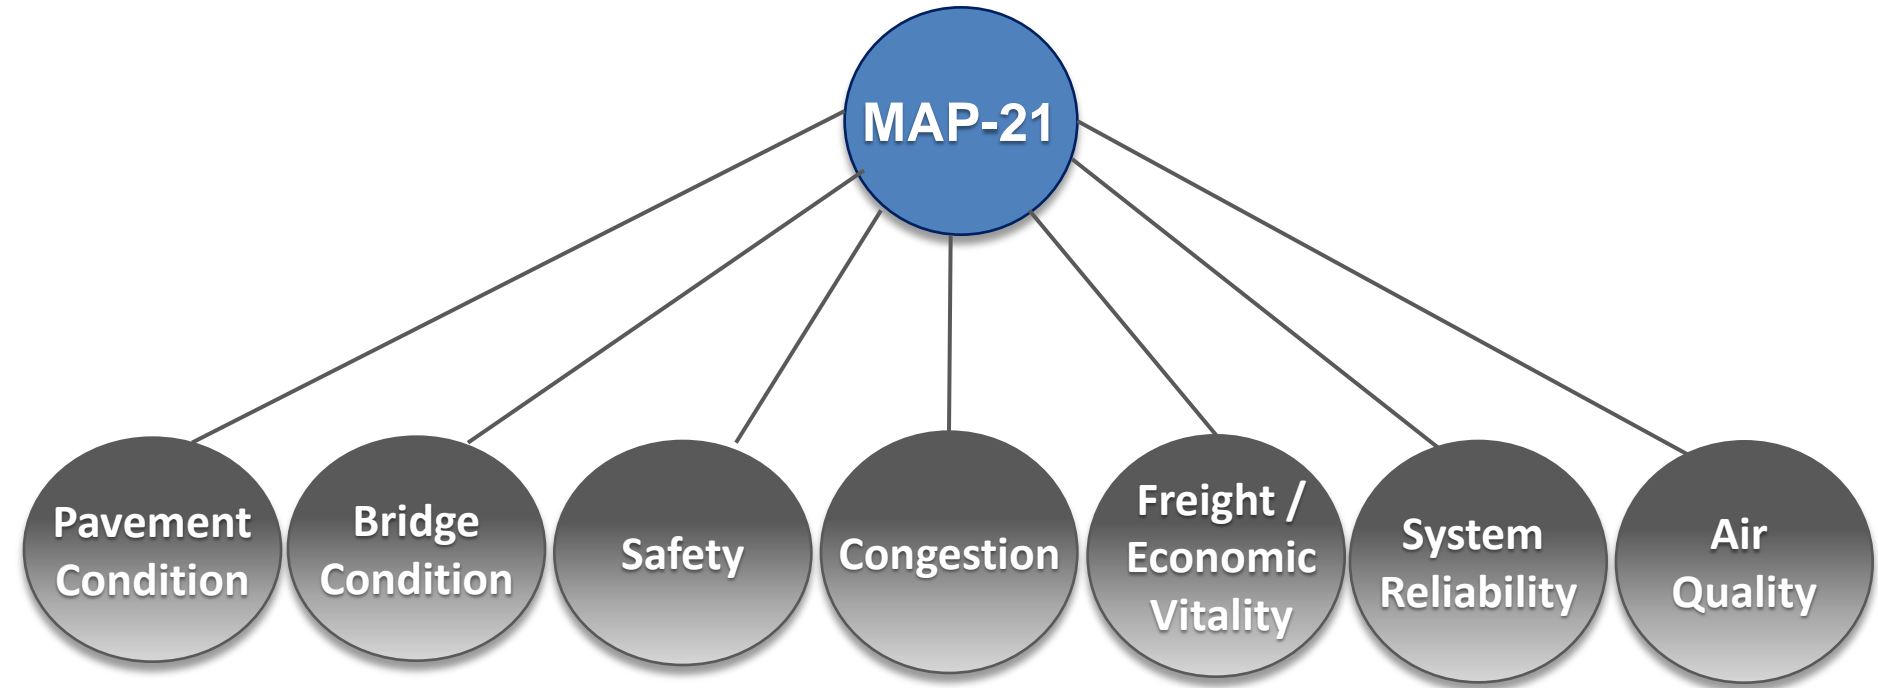 MAP-21
Pavement
Condition
Bridge
Condition
Safety
Congestion
Freight /
Economic
Vitality
System
Reliability
Air
Quality